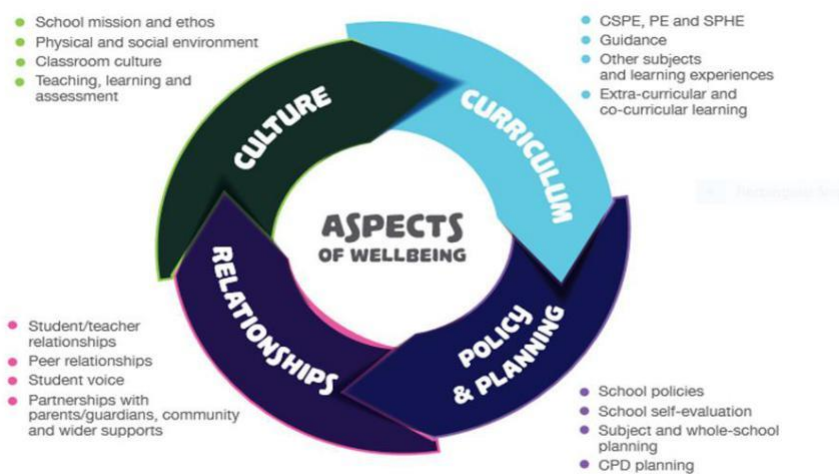 School mission and ethos
Physical and social environment
Classroom culture
Teaching, learning and
assessment
CSPE, PE and SPHE
Guidance
Other subjects
and learning experiences
Extra-curricular and
co-curricular learning
CULTURE
CURRICULUM
ASPECTS
OF WELLBEING
RELATIONSHIPS
POLICY
& PLANNING
Student/teacher
relationships
Peer relationships
Student voice
Partnerships with
parents/guardians, community
and wider supports
School policies
School self-evaluation
Subject and whole-school
planning
CPD planning